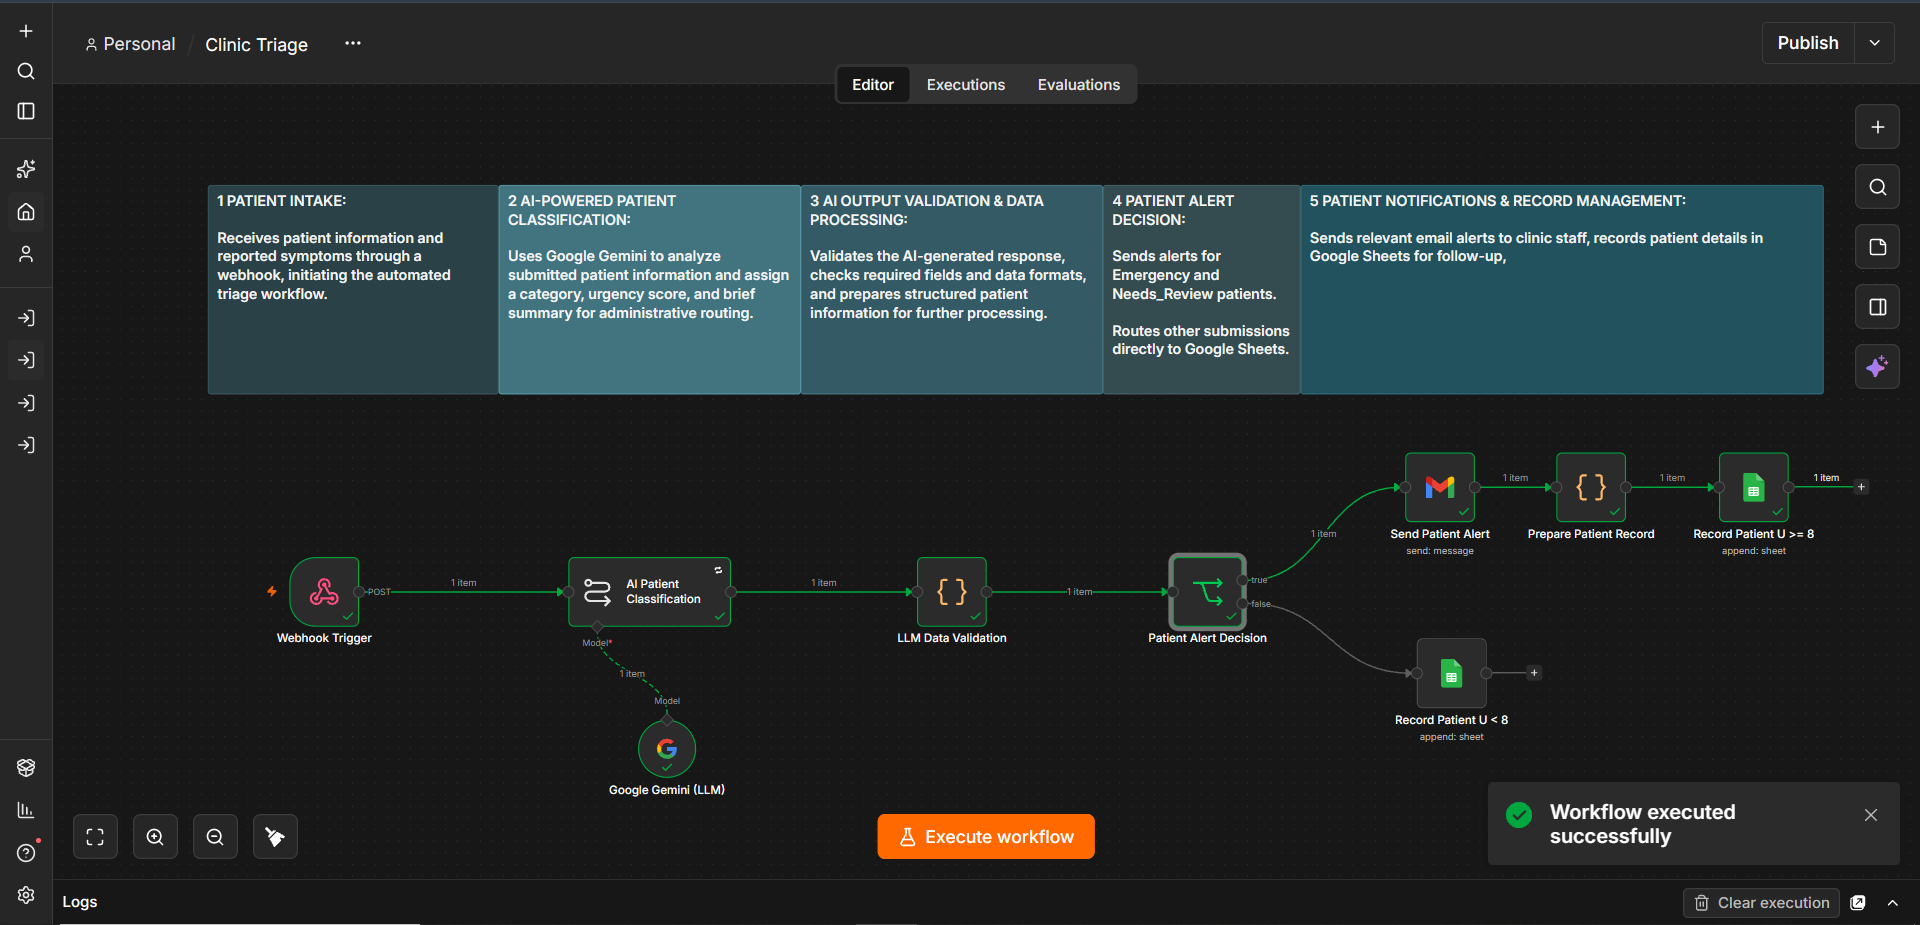 Personal / Clinic Triage ...
Publish
Editor Executions Evaluations
1 PATIENT INTAKE:
Receives patient information and
reported symptoms through a
webhook, initiating the automated
triage workflow.
2 AI-POWERED PATIENT
CLASSIFICATION:
Uses Google Gemini to analyze
submitted patient information and assign
a category, urgency score, and brief
summary for administrative routing.
3 AI OUTPUT VALIDATION & DATA
PROCESSING:
Validates the AI-generated response,
checks required fields and data formats,
and prepares structured patient
information for further processing.
4 PATIENT ALERT
DECISION:
Sends alerts for
Emergency and
Needs_Review patients.
Routes other submissions
directly to Google Sheets.
5 PATIENT NOTIFICATIONS & RECORD MANAGEMENT:
Sends relevant email alerts to clinic staff, records patient details in
Google Sheets for follow-up,
1 item
1 item
1 item
Send Patient Alert
send: message
Prepare Patient Record
Record Patient U >= 8
append: sheet
1 item
POST
1 item
AI Patient
Classification
1 item
{ }
1 item
true
false
Webhook Trigger
Model*
LLM Data Validation
Patient Alert Decision
1 item
Model
Google Gemini (LLM)
Record Patient U < 8
append: sheet
Execute workflow
Workflow executed
successfully
Logs
Clear execution